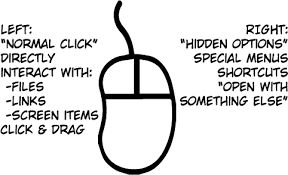 LEFT:
"NORMAL CLICK"
DIRECTLY
INTERACT WITH:
-FILES
-LINKS
-SCREEN ITEMS
CLICK & DRAG
RIGHT:
"HIDDEN OPTIONS"
SPECIAL MENUS
SHORTCUTS
"OPEN WITH
SOMETHING ELSE"